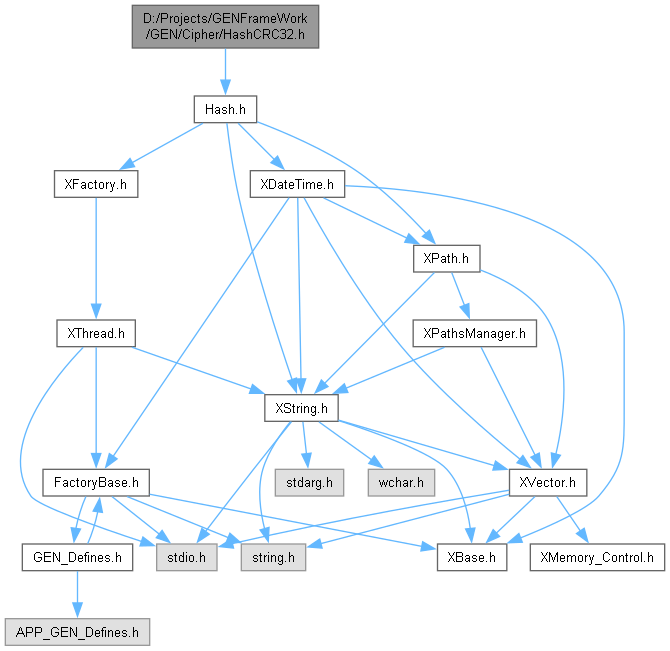 D:/Projects/GENFrameWork
/GEN/Cipher/HashCRC32.h
Hash.h
XFactory.h
XDateTime.h
XPath.h
XThread.h
XPathsManager.h
XString.h
FactoryBase.h
stdarg.h
wchar.h
XVector.h
GEN_Defines.h
stdio.h
string.h
XBase.h
XMemory_Control.h
APP_GEN_Defines.h